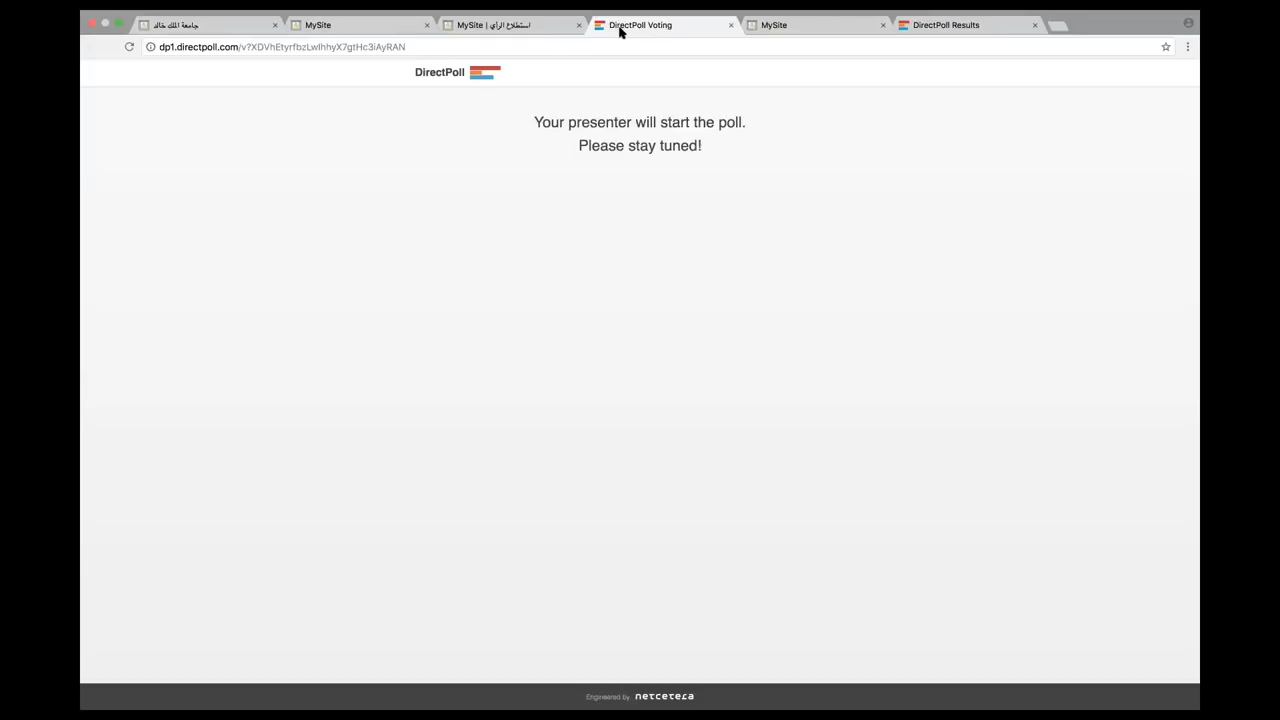 جامعة الملك خالد
MySite
MySite | استطلاع الرأي
DirectPoll Voting
MySite
DirectPoll Results
dp1.directpoll.com/v?XDVhEtyrfbzLwIhhyX7gtHc3iAyRAN
DirectPoll
Your presenter will start the poll.
Please stay tuned!
Engineered by netcetera